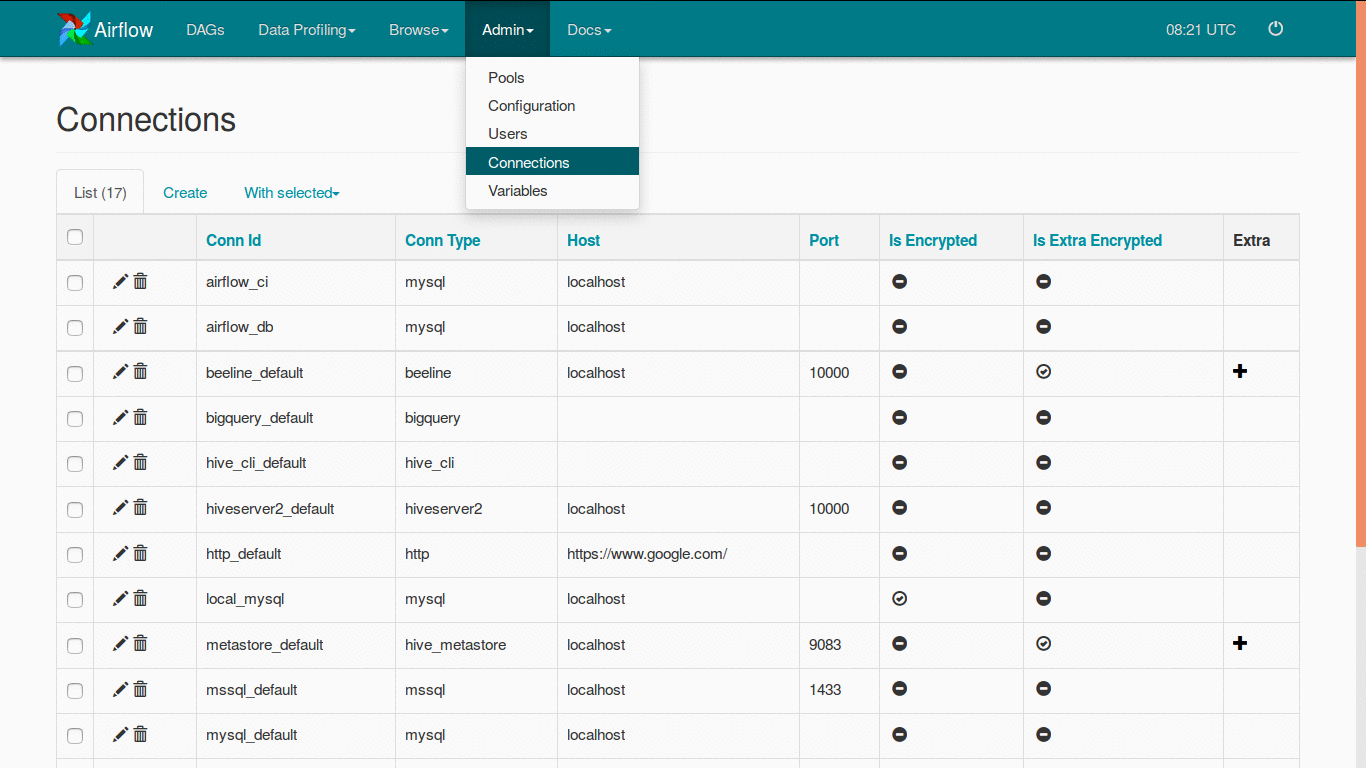 Airflow DAGs Data Profiling Browse Admin Docs 08:21 UTC
Pools
Configuration
Users
Connections
Variables
Connections
List (17) Create With selected
Conn Id Conn Type Host Port Is Encrypted Is Extra Encrypted Extra
airflow_ci mysql localhost
airflow_db mysql localhost
beeline_default beeline localhost 10000
bigquery_default bigquery
hive_cli_default hive_cli
hiveserver2_default hiveserver2 localhost 10000
http_default http https://www.google.com/
local_mysql mysql localhost
metastore_default hive_metastore localhost 9083
mssql_default mssql localhost 1433
mysql_default mysql localhost